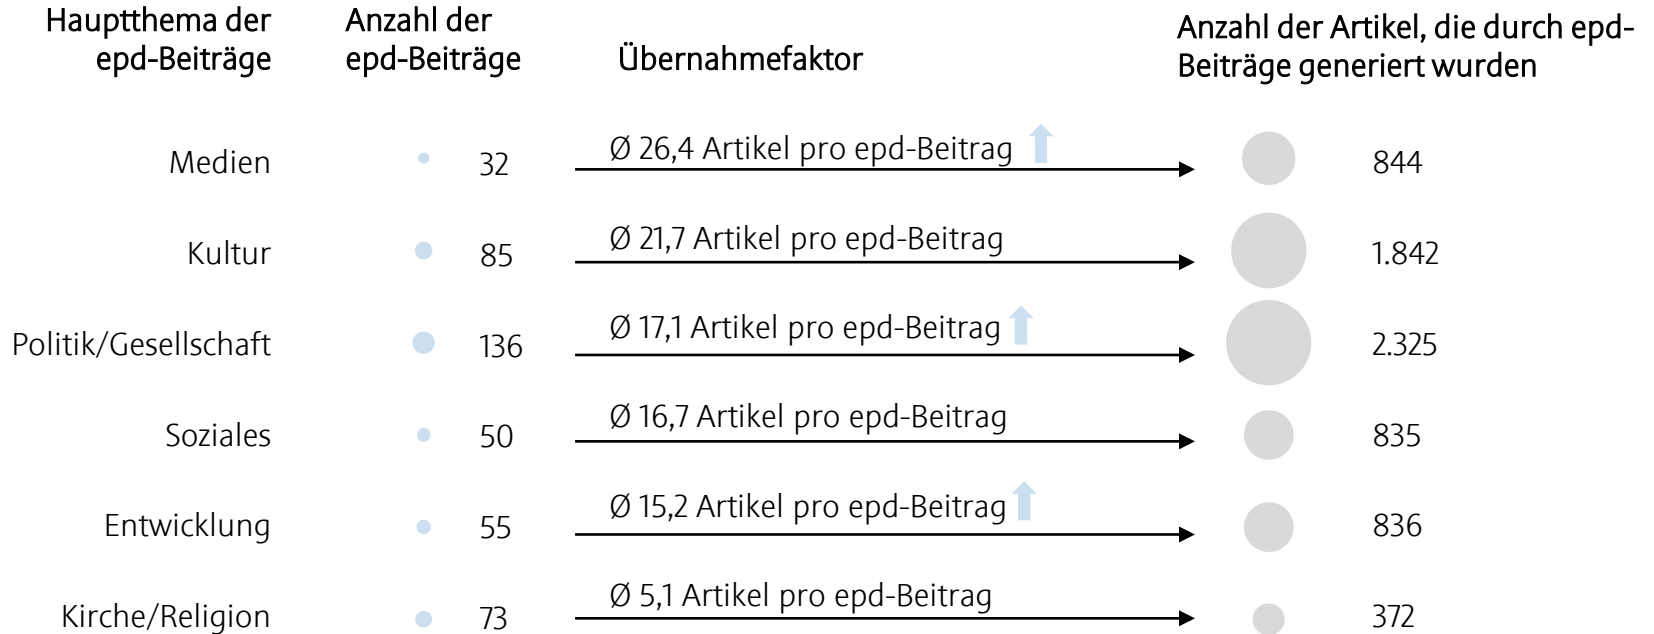 Hauptthema der
epd-Beiträge
Anzahl der
epd-Beiträge
Übernahmefaktor
Anzahl der Artikel, die durch epd-
Beiträge generiert wurden
Medien 32 Ø 26,4 Artikel pro epd-Beitrag 844
Kultur 85 Ø 21,7 Artikel pro epd-Beitrag 1.842
Politik/Gesellschaft 136 Ø 17,1 Artikel pro epd-Beitrag 2.325
Soziales 50 Ø 16,7 Artikel pro epd-Beitrag 835
Entwicklung 55 Ø 15,2 Artikel pro epd-Beitrag 836
Kirche/Religion 73 Ø 5,1 Artikel pro epd-Beitrag 372